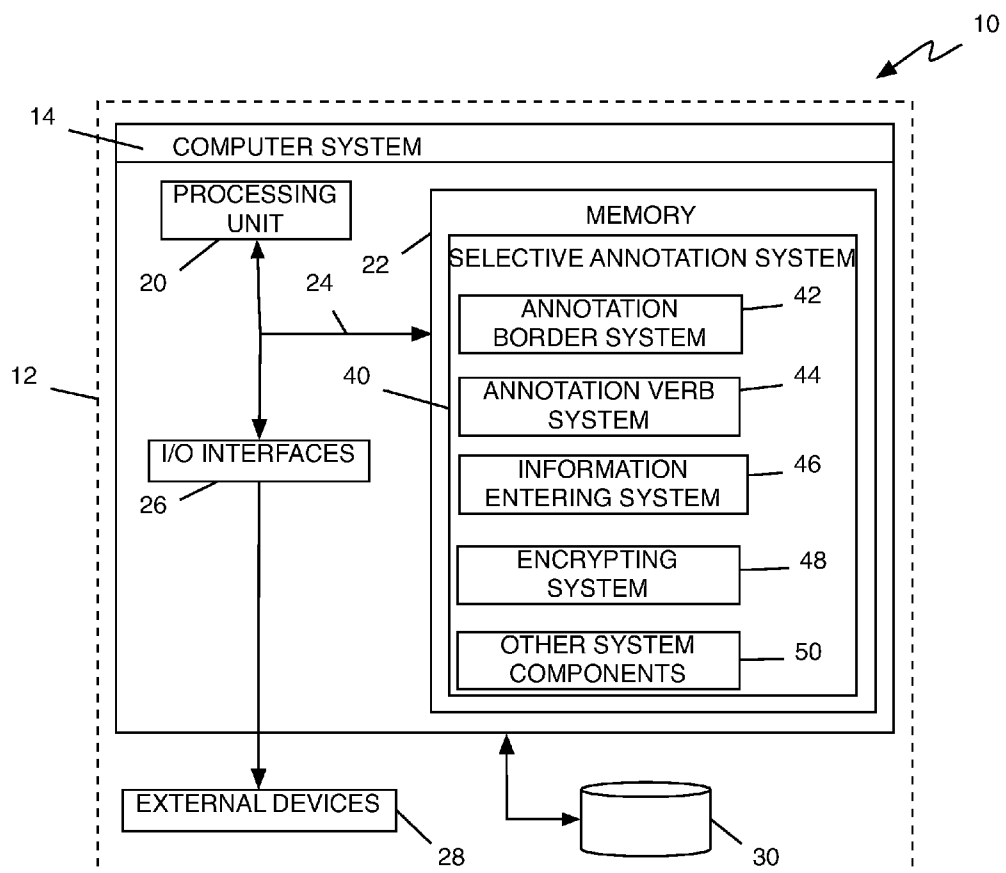 10
14
COMPUTER SYSTEM
PROCESSING
UNIT
MEMORY
20
22
24
SELECTIVE ANNOTATION SYSTEM
ANNOTATION
BORDER SYSTEM
42
12
40
ANNOTATION VERB
SYSTEM
44
I/O INTERFACES
26
INFORMATION
ENTERING SYSTEM
46
ENCRYPTING
SYSTEM
48
OTHER SYSTEM
COMPONENTS
50
EXTERNAL DEVICES
28
30